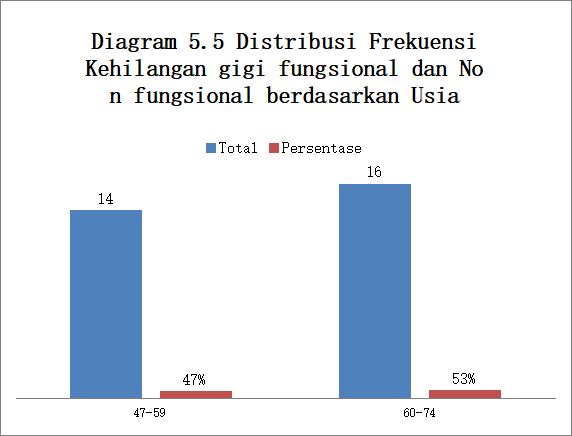 Diagram 5.5 Distribusi Frekuensi
Kehilangan gigi fungsional dan No
n fungsional berdasarkan Usia
Total Persentase
14
16
47%
53%
47-59
60-74